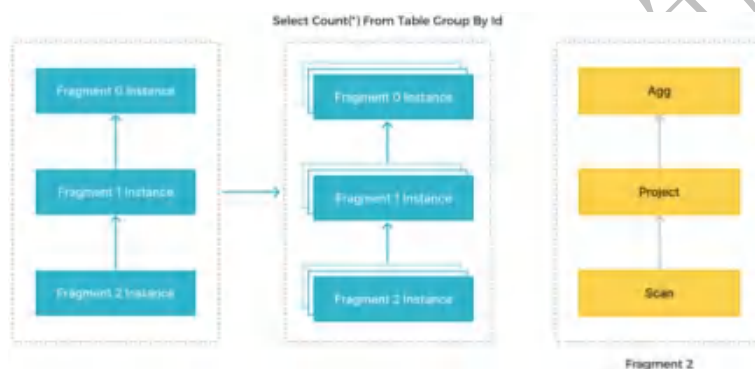 Select Count(*) From Table Group By Id
Fragment 0 Instance
Fragment 1 Instance
Fragment 2 Instance
Fragment 0 Instance
Fragment 1 Instance
Fragment 2 Instance
Agg
Project
Scan
Fragment 2